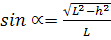 sin ∝= √(L²−h²)/L